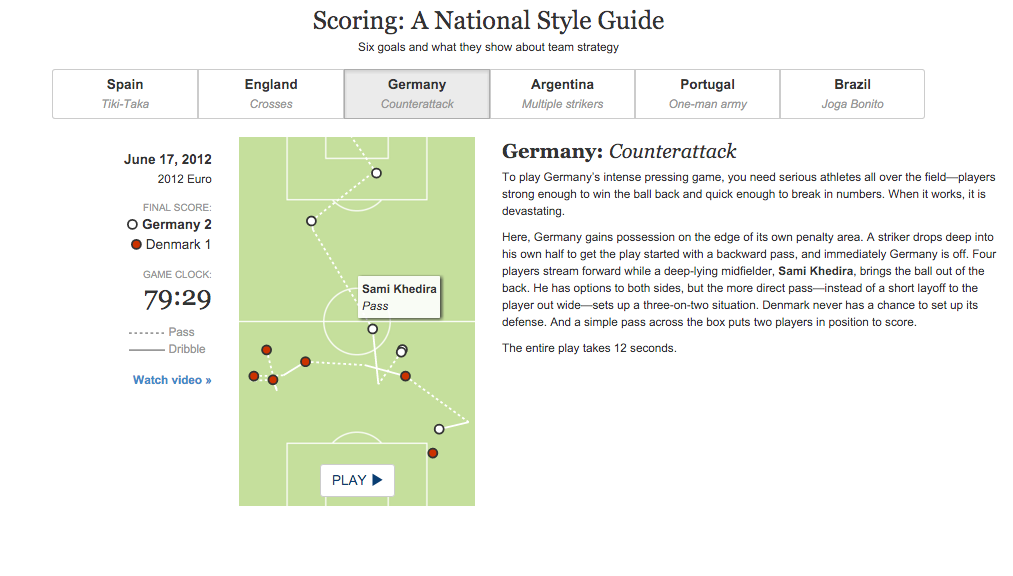 Scoring: A National Style Guide
Six goals and what they show about team strategy
Spain
Tiki-Taka
England
Crosses
Germany
Counterattack
Argentina
Multiple strikers
Portugal
One-man army
Brazil
Joga Bonito
June 17, 2012
2012 Euro
FINAL SCORE:
Germany 2
Denmark 1
GAME CLOCK:
79:29
Pass
Dribble
Watch video »
Sami Khedira
Pass
PLAY
Germany: Counterattack
To play Germany's intense pressing game, you need serious athletes all over the field—players
strong enough to win the ball back and quick enough to break in numbers. When it works, it is
devastating.
Here, Germany gains possession on the edge of its own penalty area. A striker drops deep into
his own half to get the play started with a backward pass, and immediately Germany is off. Four
players stream forward while a deep-lying midfielder, Sami Khedira, brings the ball out of the
back. He has options to both sides, but the more direct pass—instead of a short layoff to the
player out wide—sets up a three-on-two situation. Denmark never has a chance to set up its
defense. And a simple pass across the box puts two players in position to score.
The entire play takes 12 seconds.